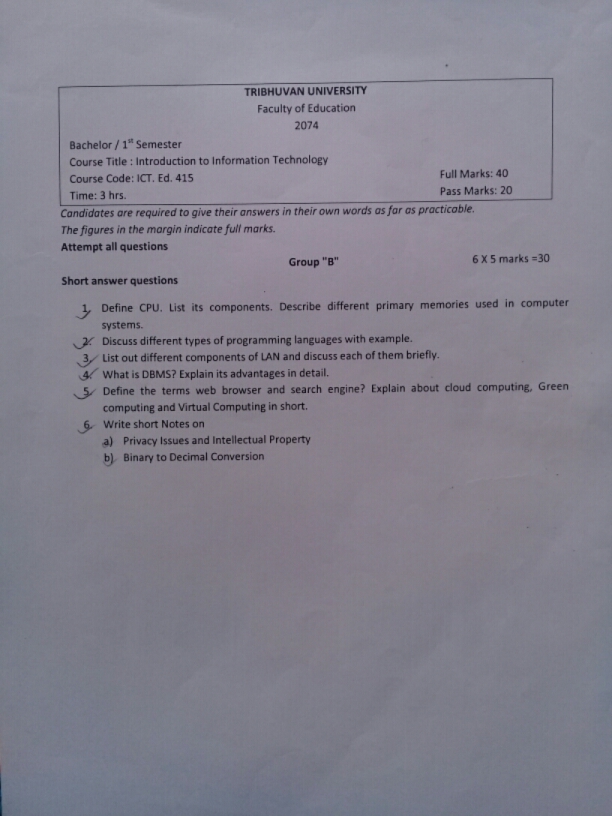 TRIBHUVAN UNIVERSITY
Faculty of Education
2074
Bachelor / 1st Semester
Course Title : Introduction to Information Technology
Course Code: ICT. Ed. 415
Full Marks: 40
Time: 3 hrs.
Pass Marks: 20
Candidates are required to give their answers in their own words as far as practicable.
The figures in the margin indicate full marks.
Attempt all questions
Group "B"
6 X 5 marks =30
Short answer questions
1. Define CPU. List its components. Describe different primary memories used in computer
systems.
2. Discuss different types of programming languages with example.
3. List out different components of LAN and discuss each of them briefly.
4. What is DBMS? Explain its advantages in detail.
5. Define the terms web browser and search engine? Explain about cloud computing, Green
computing and Virtual Computing in short.
6. Write short Notes on
a) Privacy Issues and Intellectual Property
b) Binary to Decimal Conversion